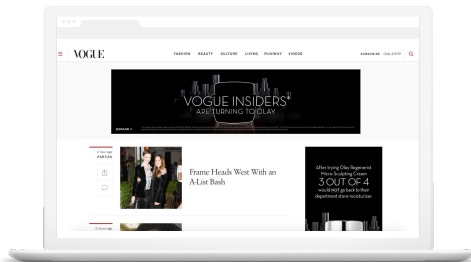 VOGUE
FASHION BEAUTY CULTURE LIVING RUNWAY VIDEOS
SUBSCRIBE
VOGUE INSIDERS*
ARE TURNING TO OLAY
EXPAND
PARTIES
Frame Heads West With an
A-List Bash
After trying Olay Regenerist
Micro-Sculpting Cream
3 OUT OF 4
would NOT go back to their
department store moisturizer.